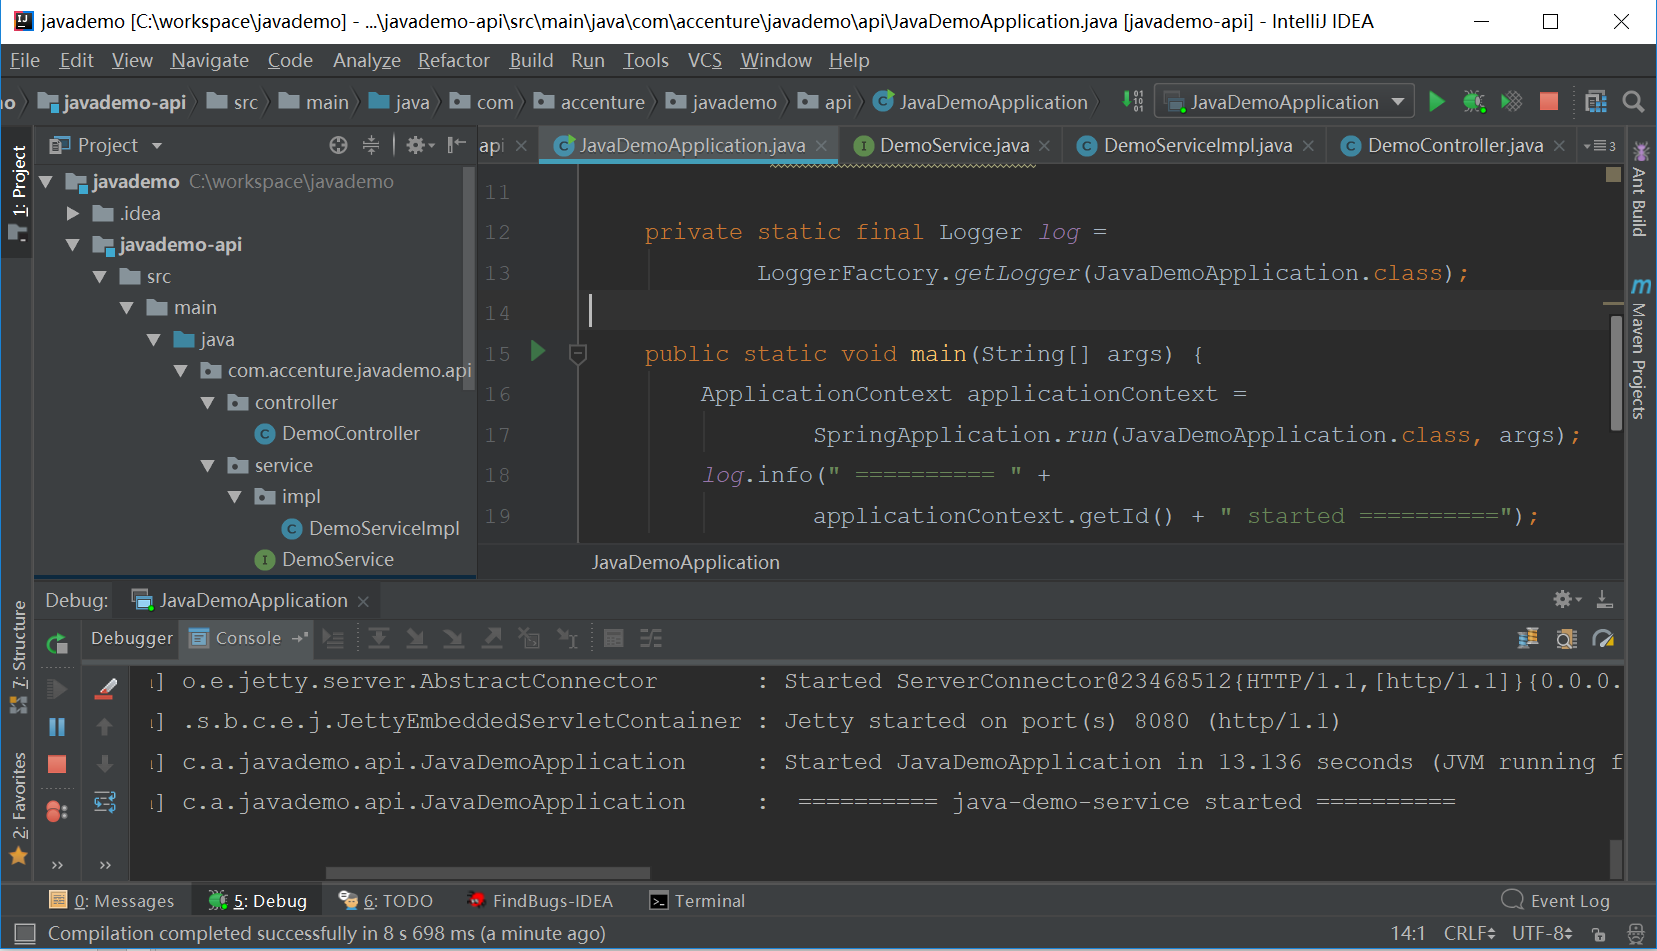 javademo [C:\workspace\javademo] - ...\javademo-api\src\main\java\com\accenture\javademo\api\JavaDemoApplication.java [javademo-api] - IntelliJ IDEA
File Edit View Navigate Code Analyze Refactor Build Run Tools VCS Window Help
javademo-api src main java com accenture javademo api JavaDemoApplication JavaDemoApplication
Project
api JavaDemoApplication.java DemoService.java DemoServiceImpl.java DemoController.java 3
1: Project
7: Structure
2: Favorites
Ant Build
Maven Projects
javademo C:\workspace\javademo
.idea
javademo-api
src
main
java
com.accenture.javademo.api
controller
DemoController
service
impl
DemoServiceImpl
DemoService
11
12 private static final Logger log =
13 LoggerFactory.getLogger(JavaDemoApplication.class);
14
15 public static void main(String[] args) {
16 ApplicationContext applicationContext =
17 SpringApplication.run(JavaDemoApplication.class, args);
18 log.info(" ========== " +
19 applicationContext.getId() + " started ==========");
JavaDemoApplication
Debug: JavaDemoApplication
Debugger Console
] o.e.jetty.server.AbstractConnector : Started ServerConnector@23468512{HTTP/1.1,[http/1.1]}{0.0.0.
] .s.b.c.e.j.JettyEmbeddedServletContainer : Jetty started on port(s) 8080 (http/1.1)
] c.a.javademo.api.JavaDemoApplication : Started JavaDemoApplication in 13.136 seconds (JVM running f
] c.a.javademo.api.JavaDemoApplication : ========== java-demo-service started ==========
0: Messages 5: Debug 6: TODO FindBugs-IDEA Terminal Event Log
Compilation completed successfully in 8 s 698 ms (a minute ago) 14:1 CRLF UTF-8